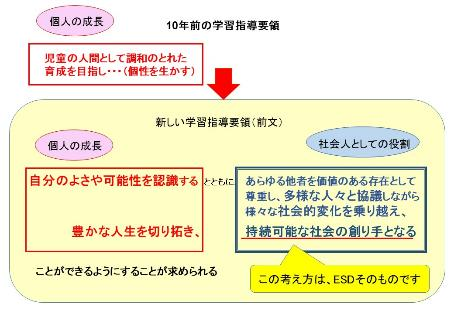 個人の成長
10年前の学習指導要領
児童の人間として調和のとれた
育成を目指し・・・(個性を生かす)
新しい学習指導要領(前文)
個人の成長
社会人としての役割
自分のよさや可能性を認識する
とともに
あらゆる他者を価値のある存在として
尊重し、多様な人々と協議しながら
様々な社会的変化を乗り越え、
豊かな人生を切り拓き、
持続可能な社会の創り手となる
ことができるようにすることが求められる
この考え方は、ESDそのものです